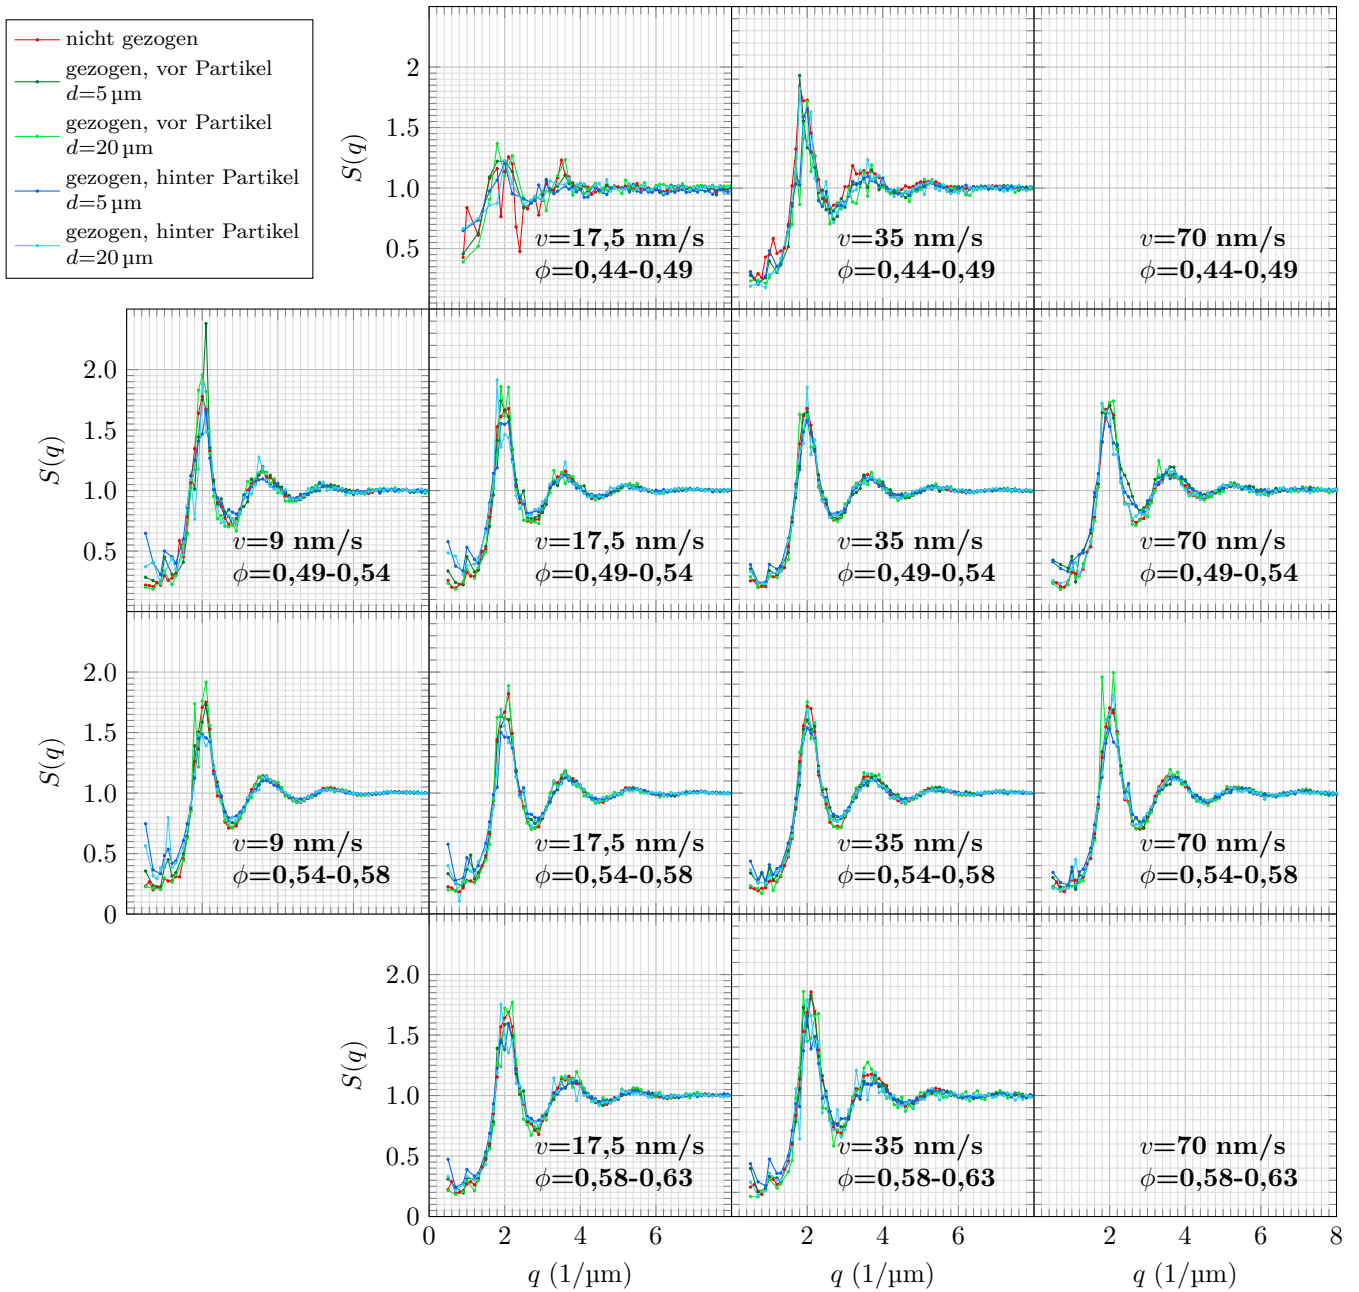 nicht gezogen
gezogen, vor Partikel
d=5 µm
gezogen, vor Partikel
d=20 µm
gezogen, hinter Partikel
d=5 µm
gezogen, hinter Partikel
d=20 µm
2
1.5
1.0
0.5
S(q)
v=17,5 nm/s
ϕ=0,44-0,49
v=35 nm/s
ϕ=0,44-0,49
v=70 nm/s
ϕ=0,44-0,49
2.0
1.5
1.0
0.5
S(q)
v=9 nm/s
ϕ=0,49-0,54
v=17,5 nm/s
ϕ=0,49-0,54
v=35 nm/s
ϕ=0,49-0,54
v=70 nm/s
ϕ=0,49-0,54
2.0
1.5
1.0
0.5
0
S(q)
v=9 nm/s
ϕ=0,54-0,58
v=17,5 nm/s
ϕ=0,54-0,58
v=35 nm/s
ϕ=0,54-0,58
v=70 nm/s
ϕ=0,54-0,58
2.0
1.5
1.0
0.5
0
S(q)
v=17,5 nm/s
ϕ=0,58-0,63
v=35 nm/s
ϕ=0,58-0,63
v=70 nm/s
ϕ=0,58-0,63
0 2 4 6 2 4 6 2 4 6 8
q (1/µm) q (1/µm) q (1/µm)